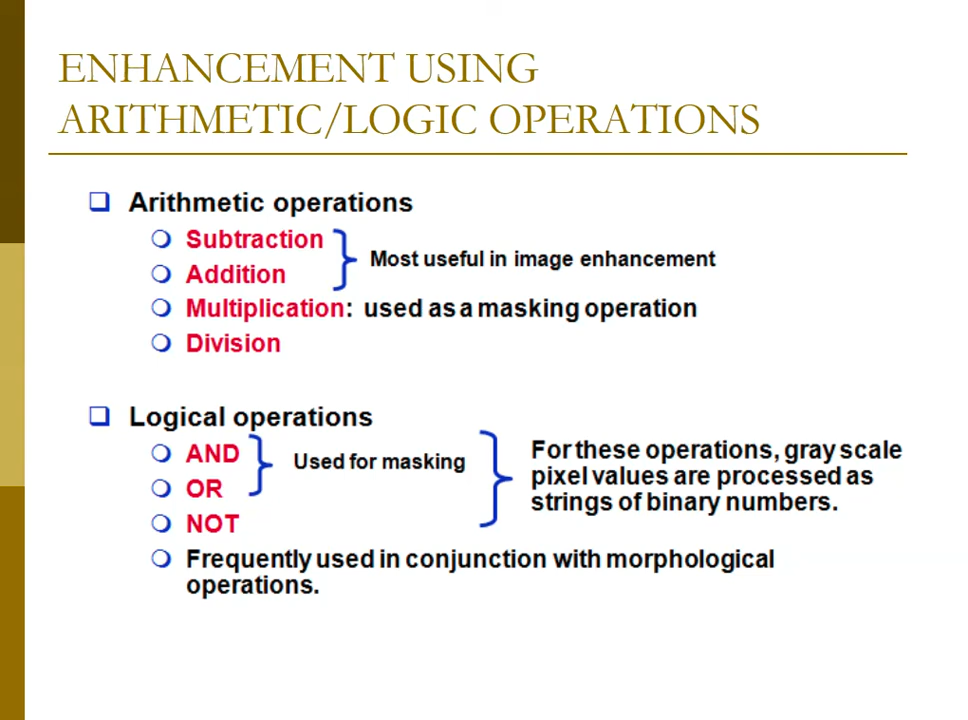 ENHANCEMENT USING
ARITHMETIC/LOGIC OPERATIONS
Arithmetic operations
Subtraction
Addition
Most useful in image enhancement
Multiplication: used as a masking operation
Division
Logical operations
AND
OR
Used for masking
NOT
For these operations, gray scale
pixel values are processed as
strings of binary numbers.
Frequently used in conjunction with morphological
operations.